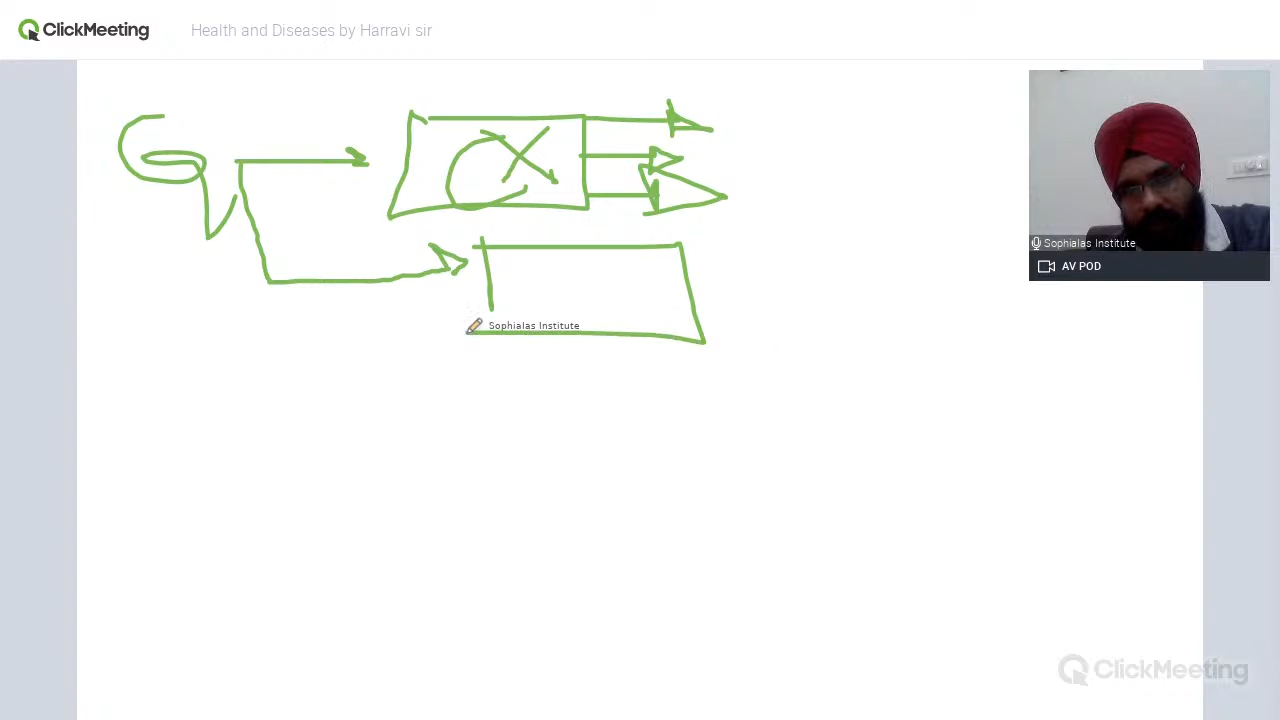 ClickMeeting
Health and Diseases by Harravi sir
Sophialas Institute
AV POD
Sophialas Institute
ClickMeeting